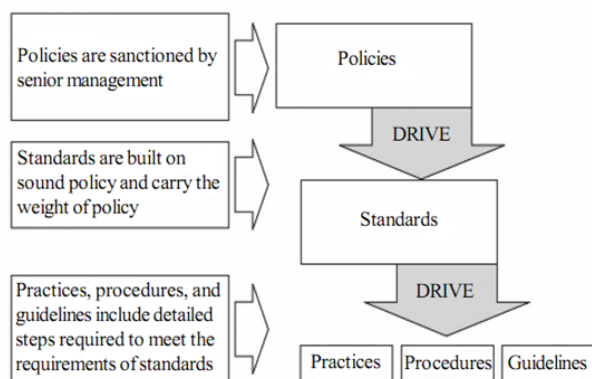 Policies are sanctioned by
senior management
Policies
DRIVE
Standards are built on
sound policy and carry the
weight of policy
Standards
DRIVE
Practices, procedures, and
guidelines include detailed
steps required to meet the
requirements of standards
Practices
Procedures
Guidelines